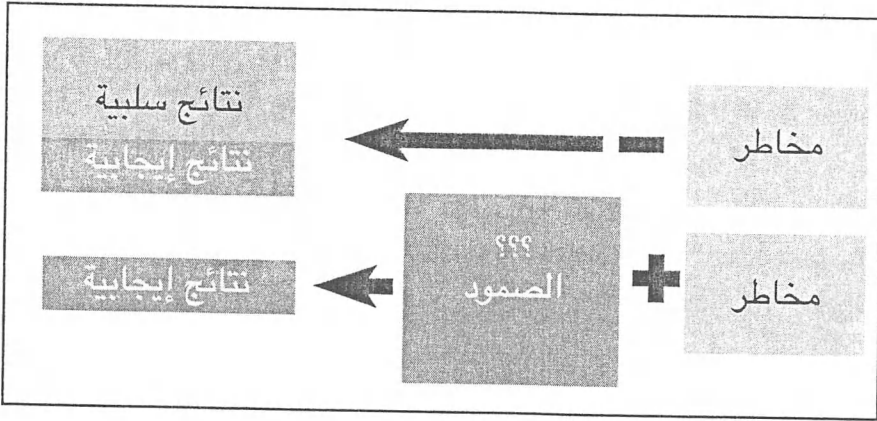 مخاطر
نتائج سلبية
نتائج إيجابية
مخاطر
؟؟؟
الصمود
نتائج إيجابية